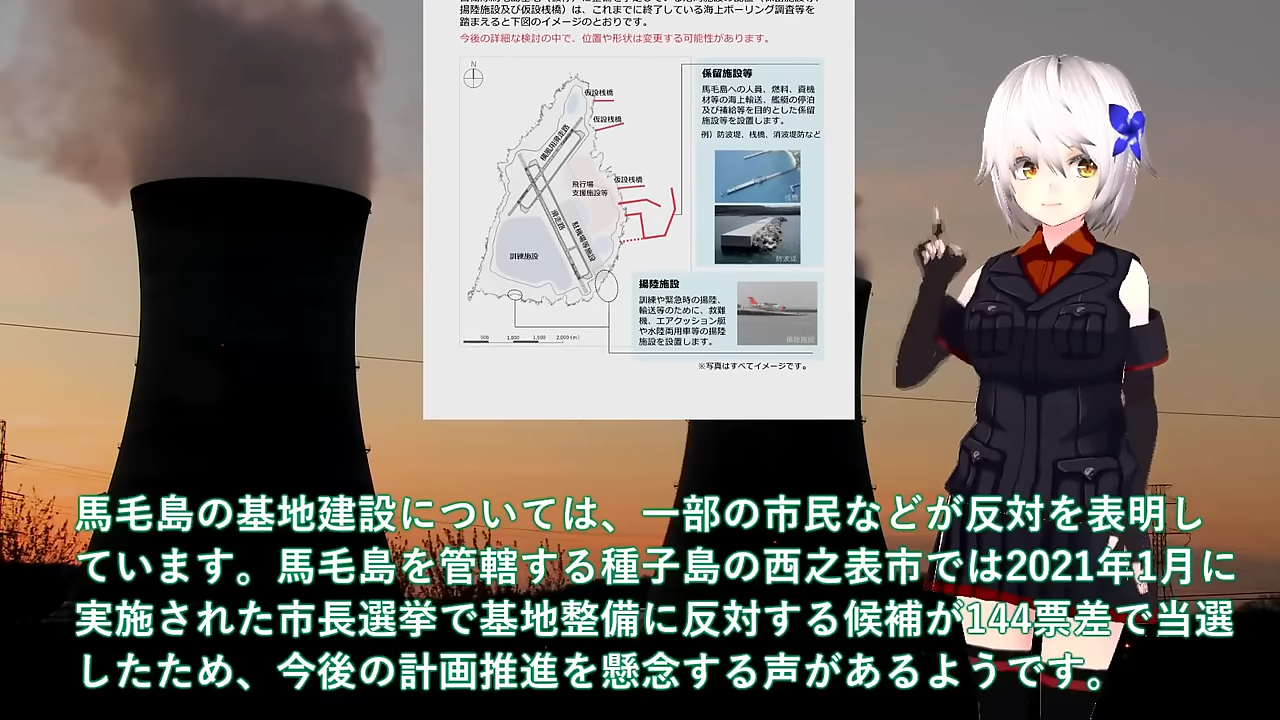 揚陸施設及び仮設桟橋）は、これまでに終了している海上ボーリング調査等を
踏まえると下図のイメージのとおりです。
今後の詳細な検討の中で、位置や形状は変更する可能性があります。
N
仮設桟橋
仮設桟橋
横風用滑走路
飛行場
支援施設等
仮設桟橋
滑走路
駐機場等施設
訓練施設
500 1,000 1,500 2,000 (m)
係留施設等
馬毛島への人員、燃料、資機
材等の海上輸送、艦艇の停泊
及び補給等を目的とした係留
施設等を設置します。
例）防波堤、桟橋、消波堤防など
桟橋
防波堤
揚陸施設
訓練や緊急時の揚陸、
輸送等のために、救難
機、エアクッション艇
や水陸両用車等の揚陸
施設を設置します。
揚陸施設
※写真はすべてイメージです。
馬毛島の基地建設については、一部の市民などが反対を表明し
ています。馬毛島を管轄する種子島の西之表市では2021年1月に
実施された市長選挙で基地整備に反対する候補が144票差で当選
したため、今後の計画推進を懸念する声があるようです。